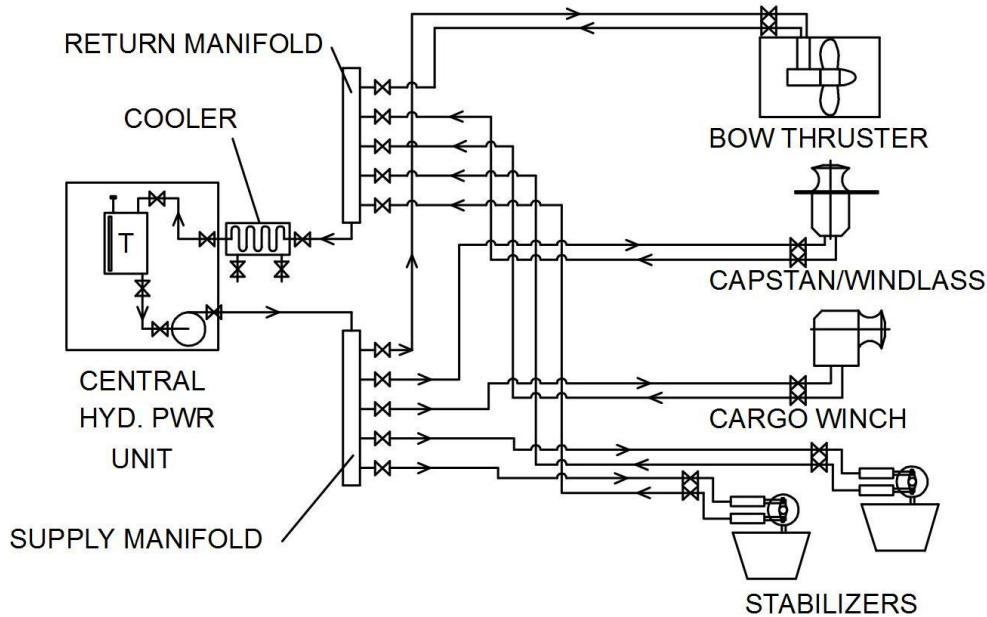 RETURN MANIFOLD
COOLER
BOW THRUSTER
T
CAPSTAN/WINDLASS
CENTRAL
HYD. PWR
UNIT
CARGO WINCH
SUPPLY MANIFOLD
STABILIZERS